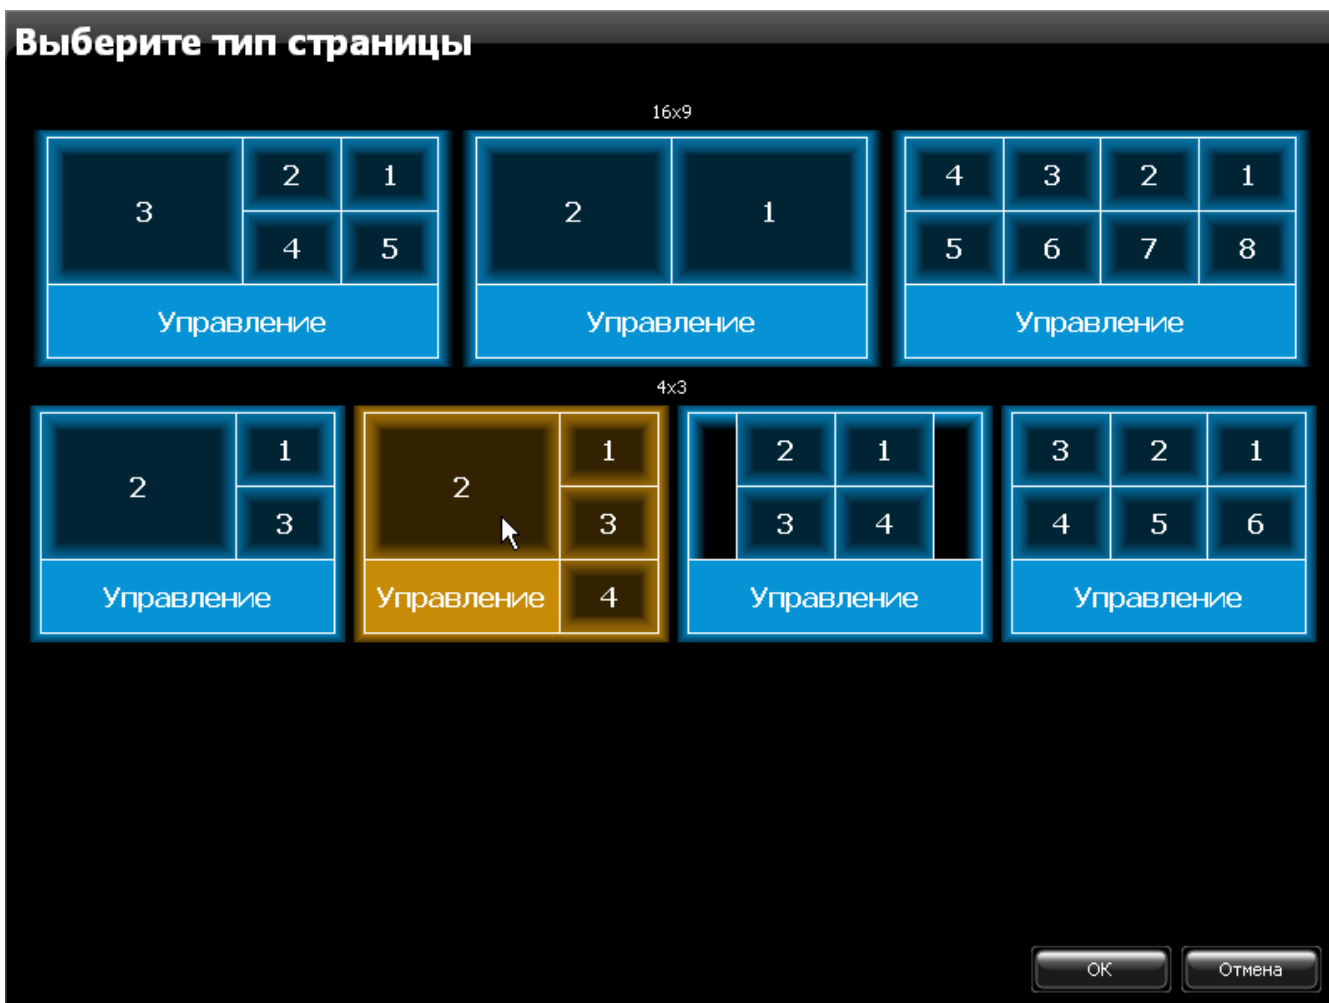 Выберите тип страницы
16x9
3 2 1
4 5
Управление
2 1
Управление
4 3 2 1
5 6 7 8
Управление
4x3
2 1
3
Управление
2 1
3
Управление 4
2 1
3 4
Управление
3 2 1
4 5 6
Управление
OK Отмена